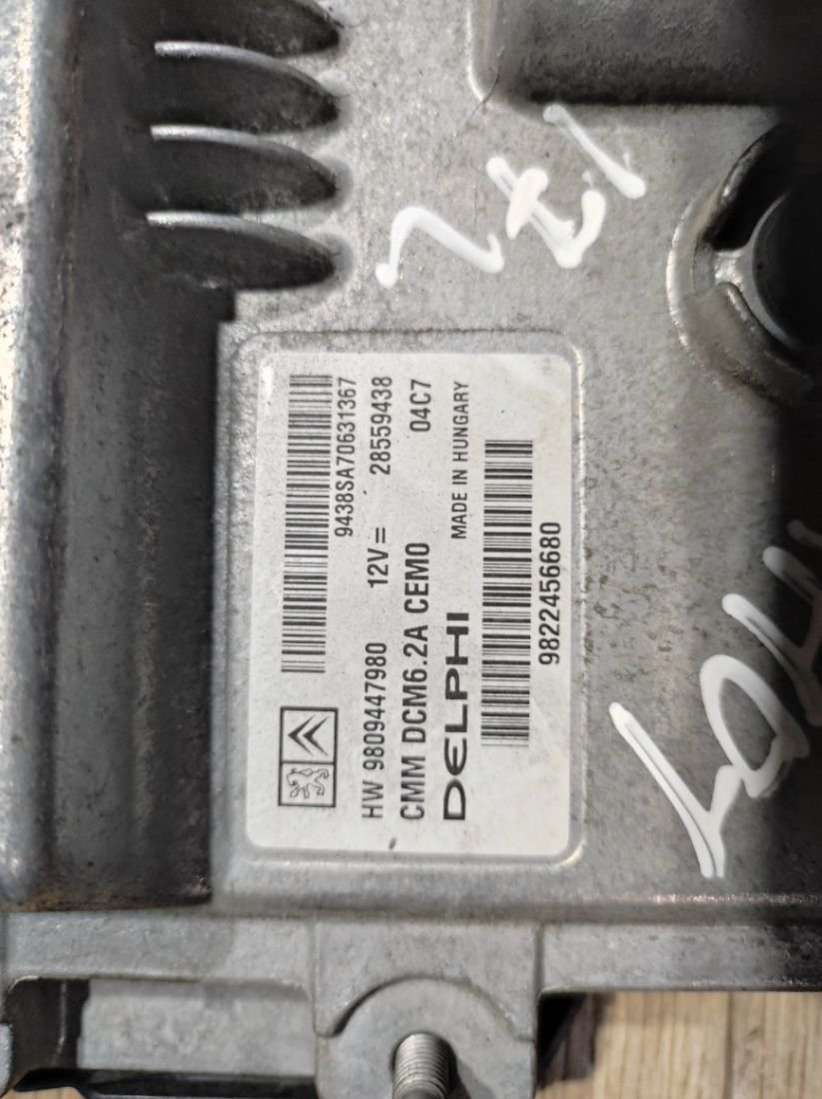 9438SA70631367
HW 9809447980 12V= 28559438
CMM DCM6.2A CEM0 04C7
DELPHI MADE IN HUNGARY
9822456680